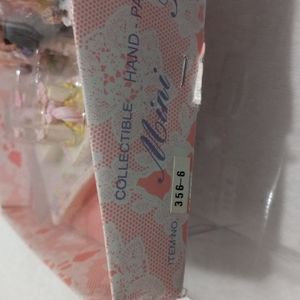 COLLECTIBLE HAND - PA
Mini
ITEM NO. 356-6